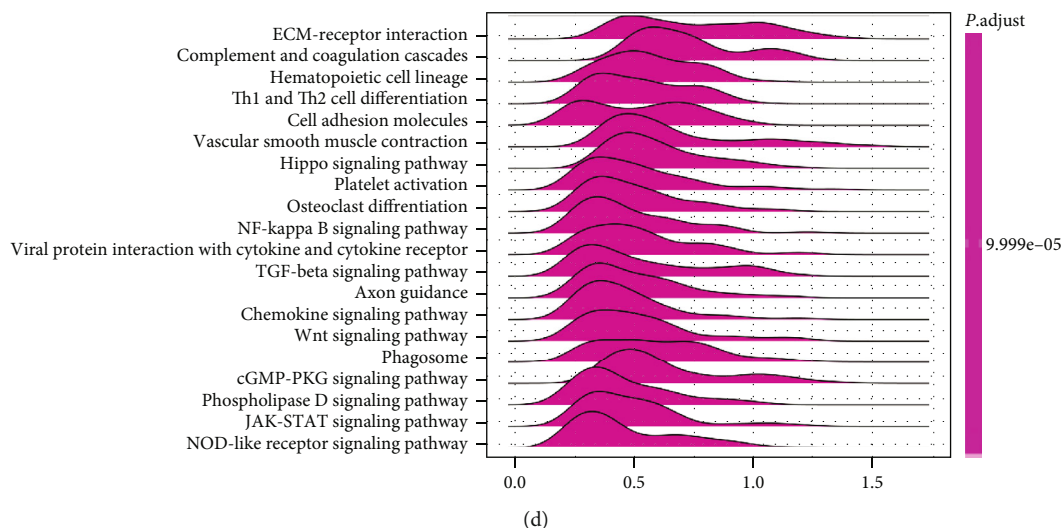 P.adjust
ECM-receptor interaction
Complement and coagulation cascades
Hematopoietic cell lineage
Th1 and Th2 cell differentiation
Cell adhesion molecules
Vascular smooth muscle contraction
Hippo signaling pathway
Platelet activation
Osteoclast diffrentiation
NF-kappa B signaling pathway
Viral protein interaction with cytokine and cytokine receptor
TGF-beta signaling pathway
Axon guidance
Chemokine signaling pathway
Wnt signaling pathway
Phagosome
cGMP-PKG signaling pathway
Phospholipase D signaling pathway
JAK-STAT signaling pathway
NOD-like receptor signaling pathway
9.999e–05
0.0 0.5 1.0 1.5
(d)